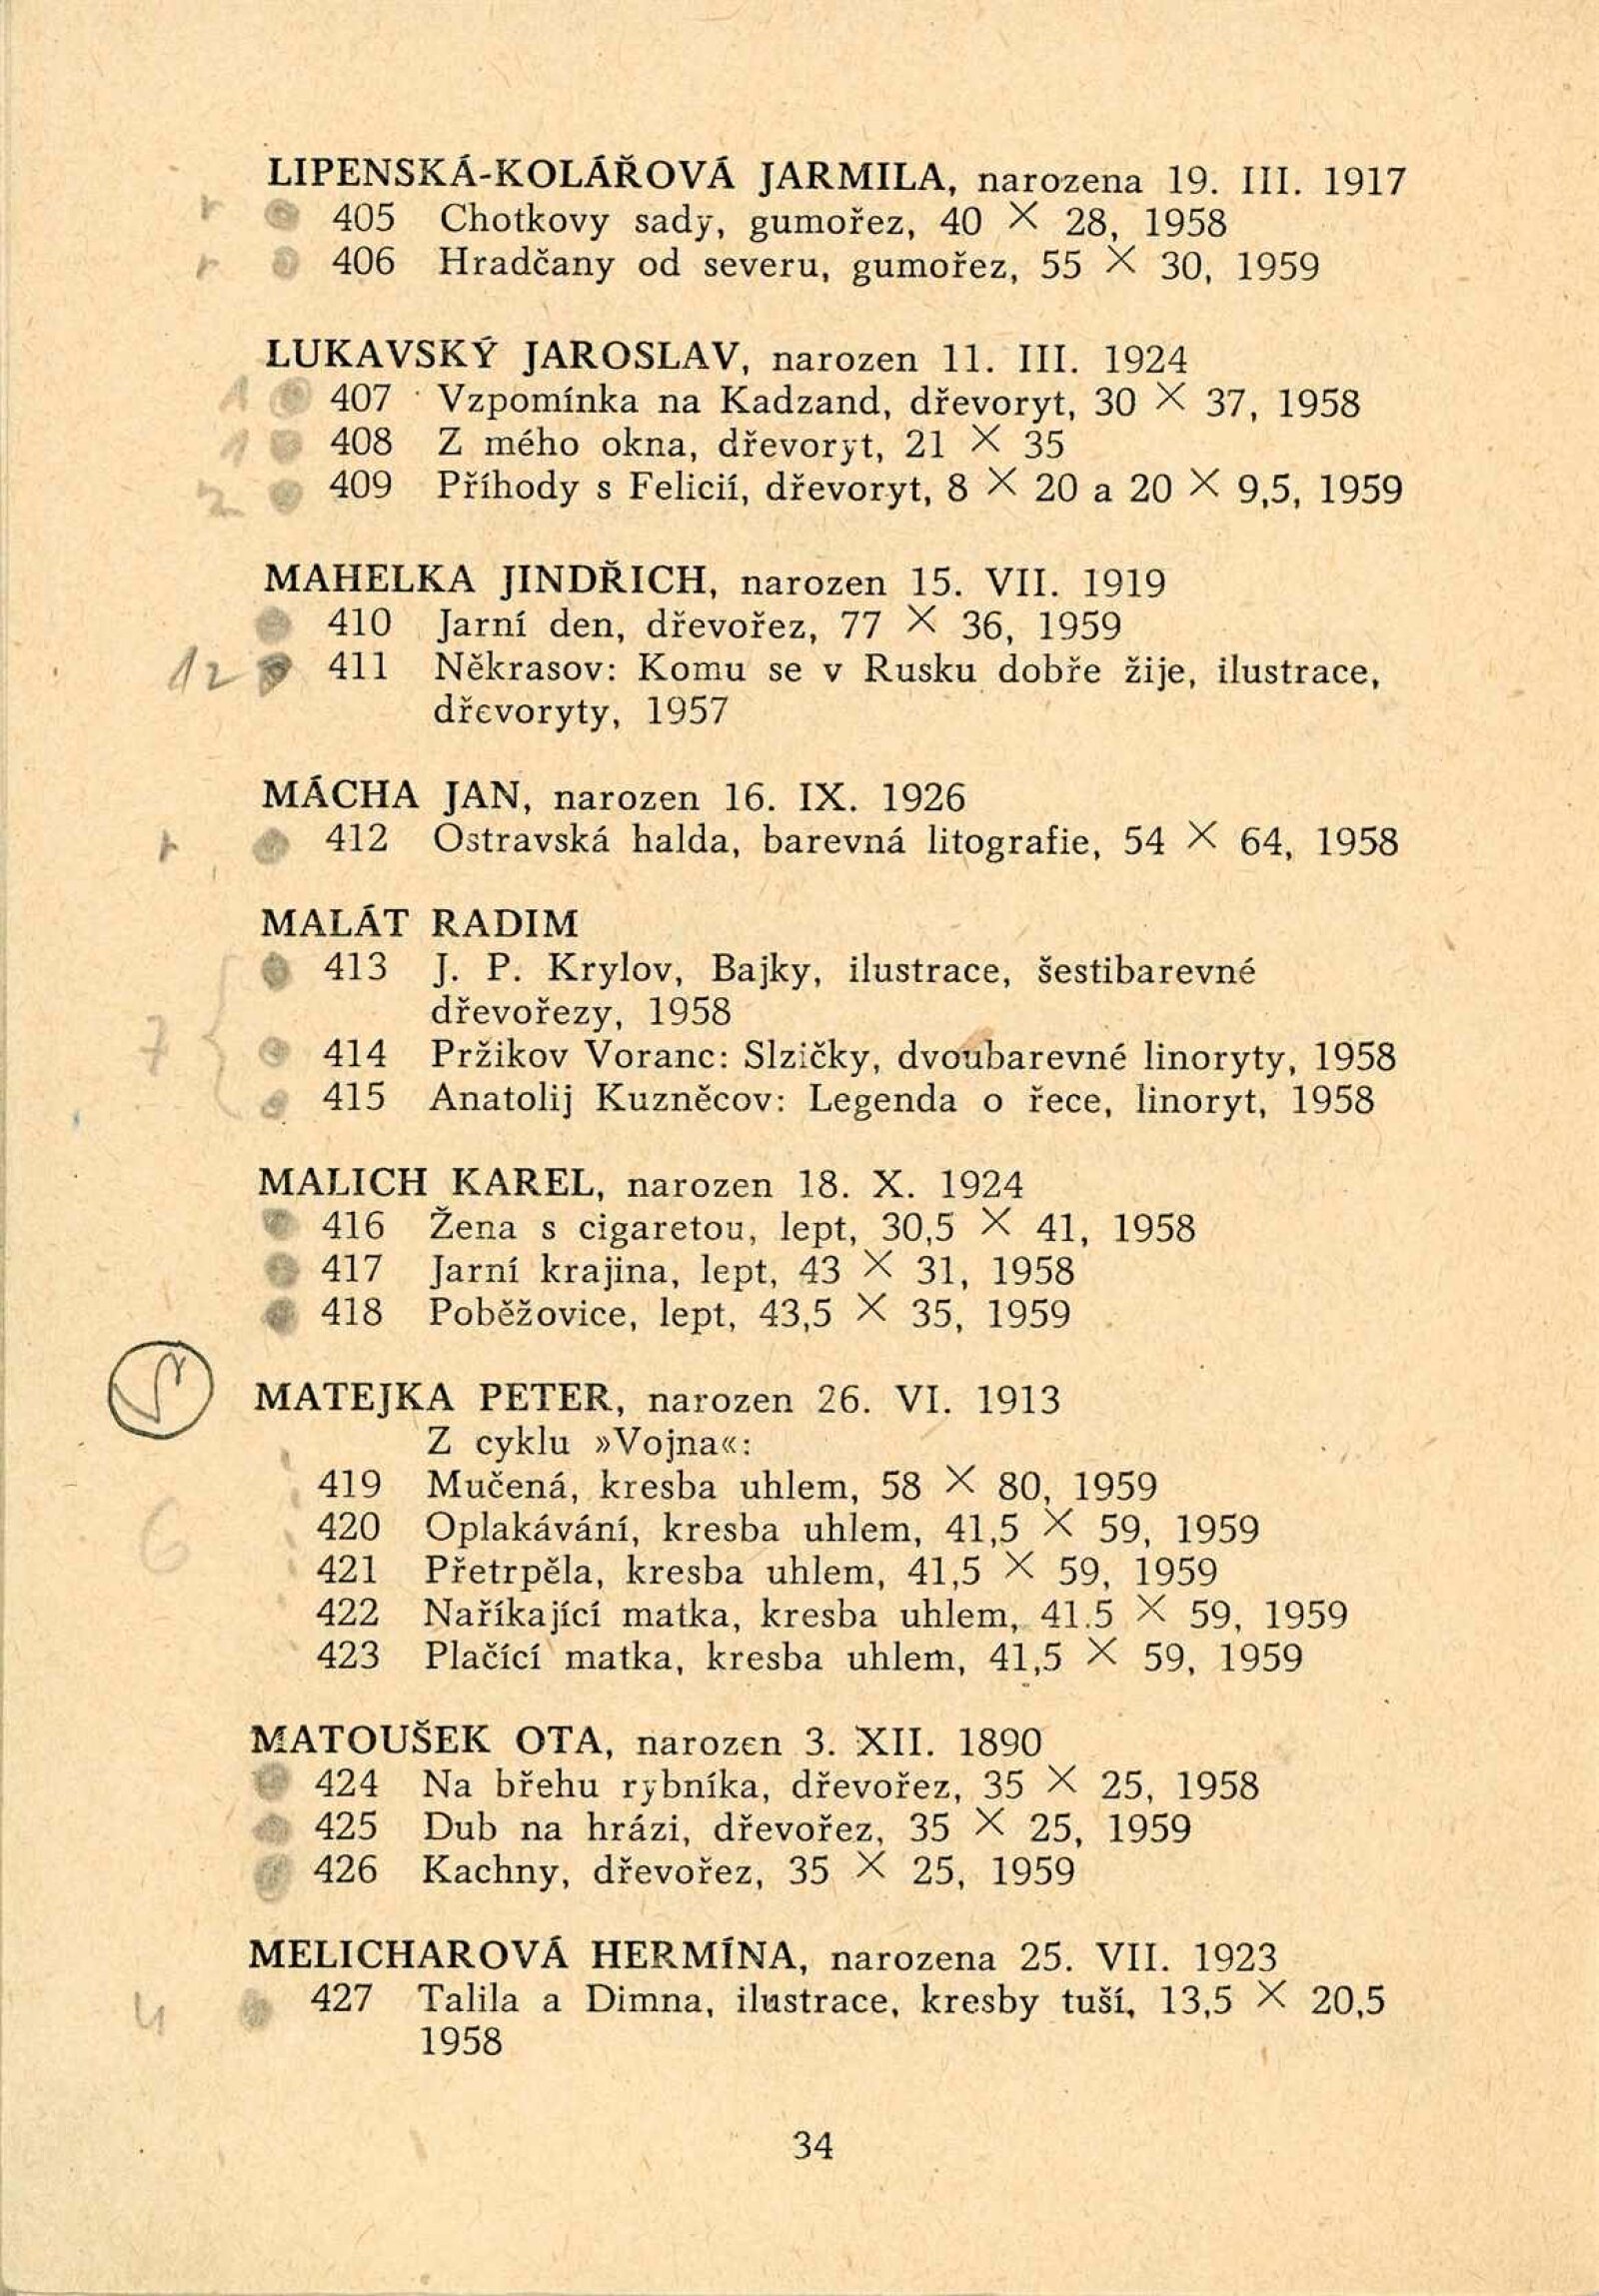 LIPENSKÁ-KOLÁŘOVÁ JARMILA, narozena 19. III. 1917
r 405 Chotkovy sady, gumořez, 40 × 28, 1958
r 406 Hradčany od severu, gumořez, 55 × 30, 1959
LUKAVSKÝ JAROSLAV, narozen 11. III. 1924
1 407 Vzpomínka na Kadzand, dřevoryt, 30 × 37, 1958
1 408 Z mého okna, dřevoryt, 21 × 35
2 409 Příhody s Felicií, dřevoryt, 8 × 20 a 20 × 9,5, 1959
MAHELKA JINDŘICH, narozen 15. VII. 1919
410 Jarní den, dřevořez, 77 × 36, 1959
12 411 Někrasov: Komu se v Rusku dobře žije, ilustrace,
dřevoryty, 1957
MÁCHA JAN, narozen 16. IX. 1926
r 412 Ostravská halda, barevná litografie, 54 × 64, 1958
MALÁT RADIM
413 J. P. Krylov, Bajky, ilustrace, šestibarevné
dřevořezy, 1958
7 414 Pržikov Voranc: Slzičky, dvoubarevné linoryty, 1958
415 Anatolij Kuzněcov: Legenda o řece, linoryt, 1958
MALICH KAREL, narozen 18. X. 1924
416 Žena s cigaretou, lept, 30,5 × 41, 1958
417 Jarní krajina, lept, 43 × 31, 1958
418 Poběžovice, lept, 43,5 × 35, 1959
MATEJKA PETER, narozen 26. VI. 1913
Z cyklu »Vojna«:
419 Mučená, kresba uhlem, 58 × 80, 1959
6 420 Oplakávání, kresba uhlem, 41,5 × 59, 1959
421 Přetrpěla, kresba uhlem, 41,5 × 59, 1959
422 Naříkající matka, kresba uhlem, 41.5 × 59, 1959
423 Plačící matka, kresba uhlem, 41,5 × 59, 1959
MATOUŠEK OTA, narozen 3. XII. 1890
424 Na břehu rybníka, dřevořez, 35 × 25, 1958
425 Dub na hrázi, dřevořez, 35 × 25, 1959
426 Kachny, dřevořez, 35 × 25, 1959
MELICHAROVÁ HERMÍNA, narozena 25. VII. 1923
4 427 Talila a Dimna, ilustrace, kresby tuší, 13,5 × 20,5
1958
34